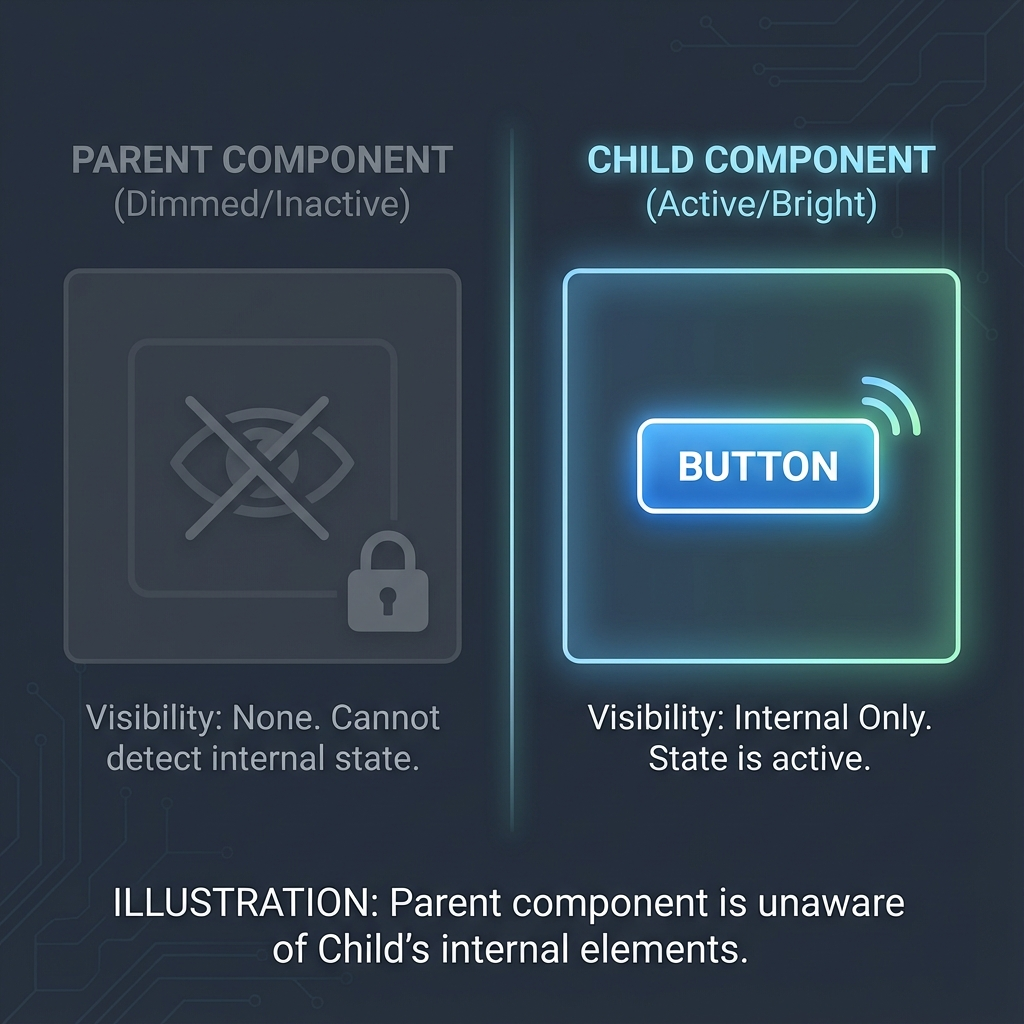 PARENT COMPONENT
(Dimmed/Inactive)
Visibility: None. Cannot
detect internal state.
CHILD COMPONENT
(Active/Bright)
BUTTON
Visibility: Internal Only.
State is active.
ILLUSTRATION: Parent component is unaware
of Child’s internal elements.